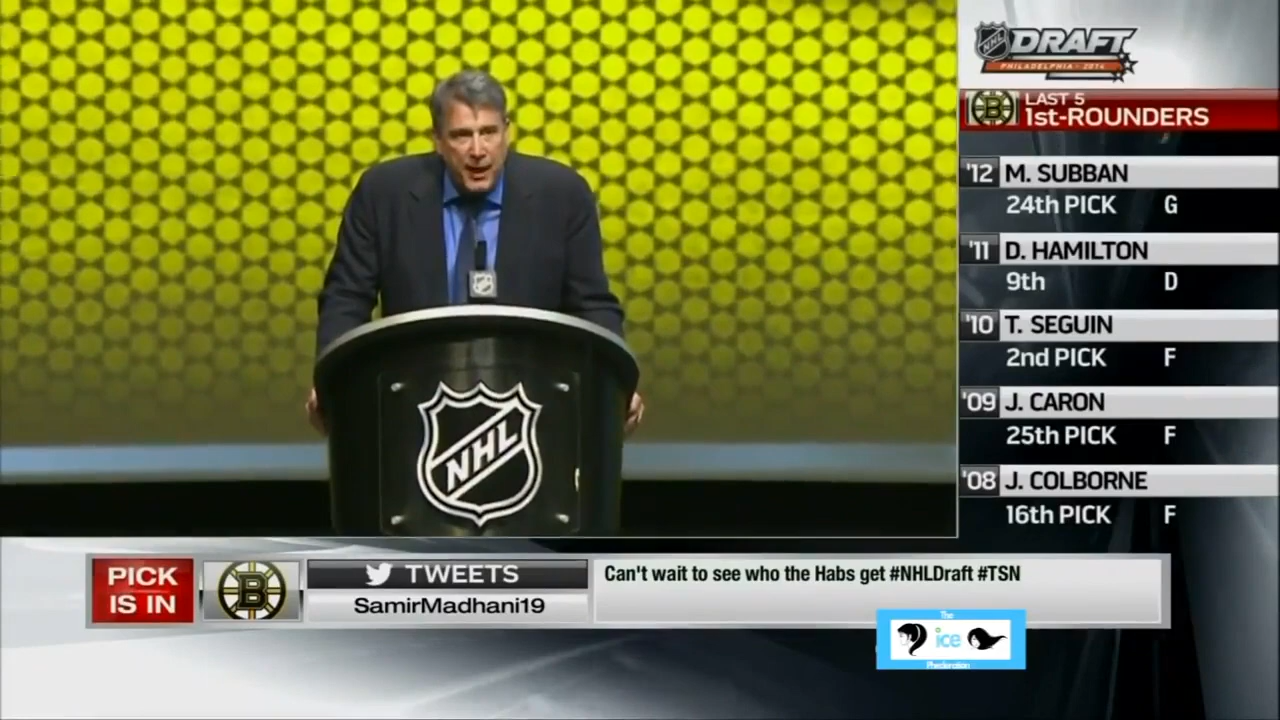 NHL
DRAFT
PHILADELPHIA - 2014
B
LAST 5
1st-ROUNDERS
'12 M. SUBBAN
24th PICK G
'11 D. HAMILTON
9th D
'10 T. SEGUIN
2nd PICK F
'09 J. CARON
25th PICK F
'08 J. COLBORNE
16th PICK F
NHL
PICK
IS IN
B
TWEETS
SamirMadhani19
Can't wait to see who the Habs get #NHLDraft #TSN
The
ice
Phederation